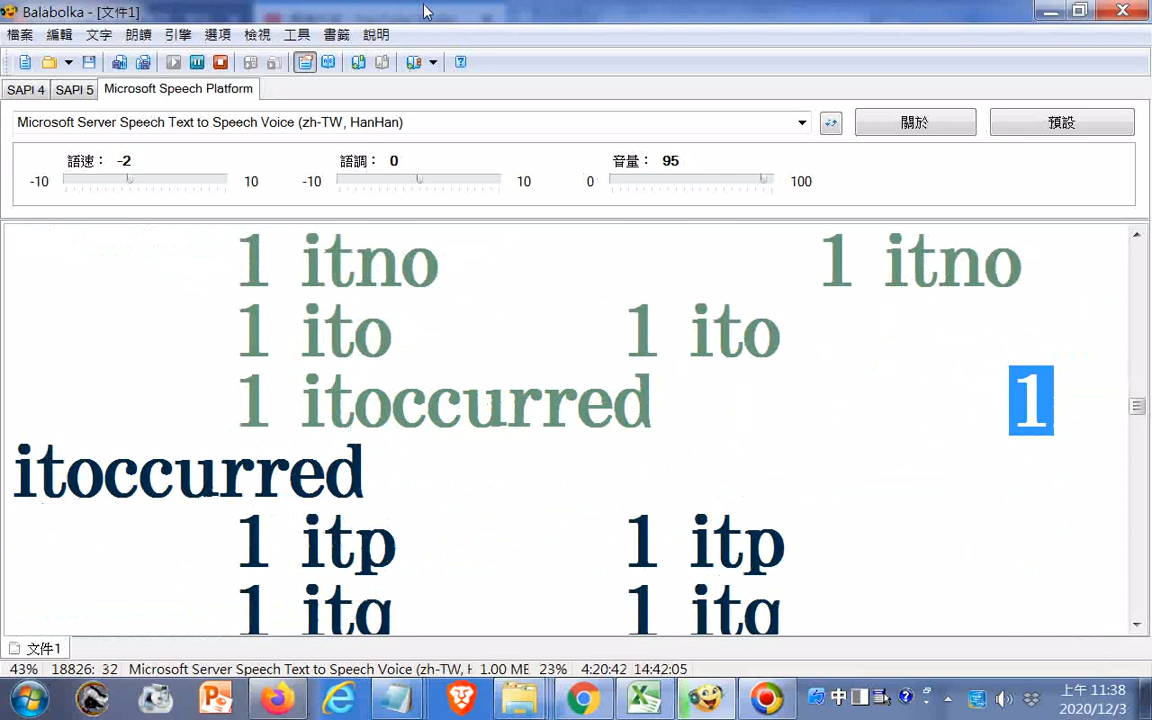 Balabolka - [文件1]
檔案 編輯 文字 朗讀 引擎 選項 檢視 工具 書籤 說明
SAPI 4 SAPI 5 Microsoft Speech Platform
Microsoft Server Speech Text to Speech Voice (zh-TW, HanHan) 關於 預設
語速： -2 語調： 0 音量： 95
-10 10 -10 10 0 100
1 itno 1 itno
1 ito 1 ito
1 itoccurred 1
itoccurred
1 itp 1 itp
1 itq 1 itq
文件1
43% 18826: 32 Microsoft Server Speech Text to Speech Voice (zh-TW, 1.00 ME 23% 4:20:42 14:42:05
中 上午 11:38
2020/12/3